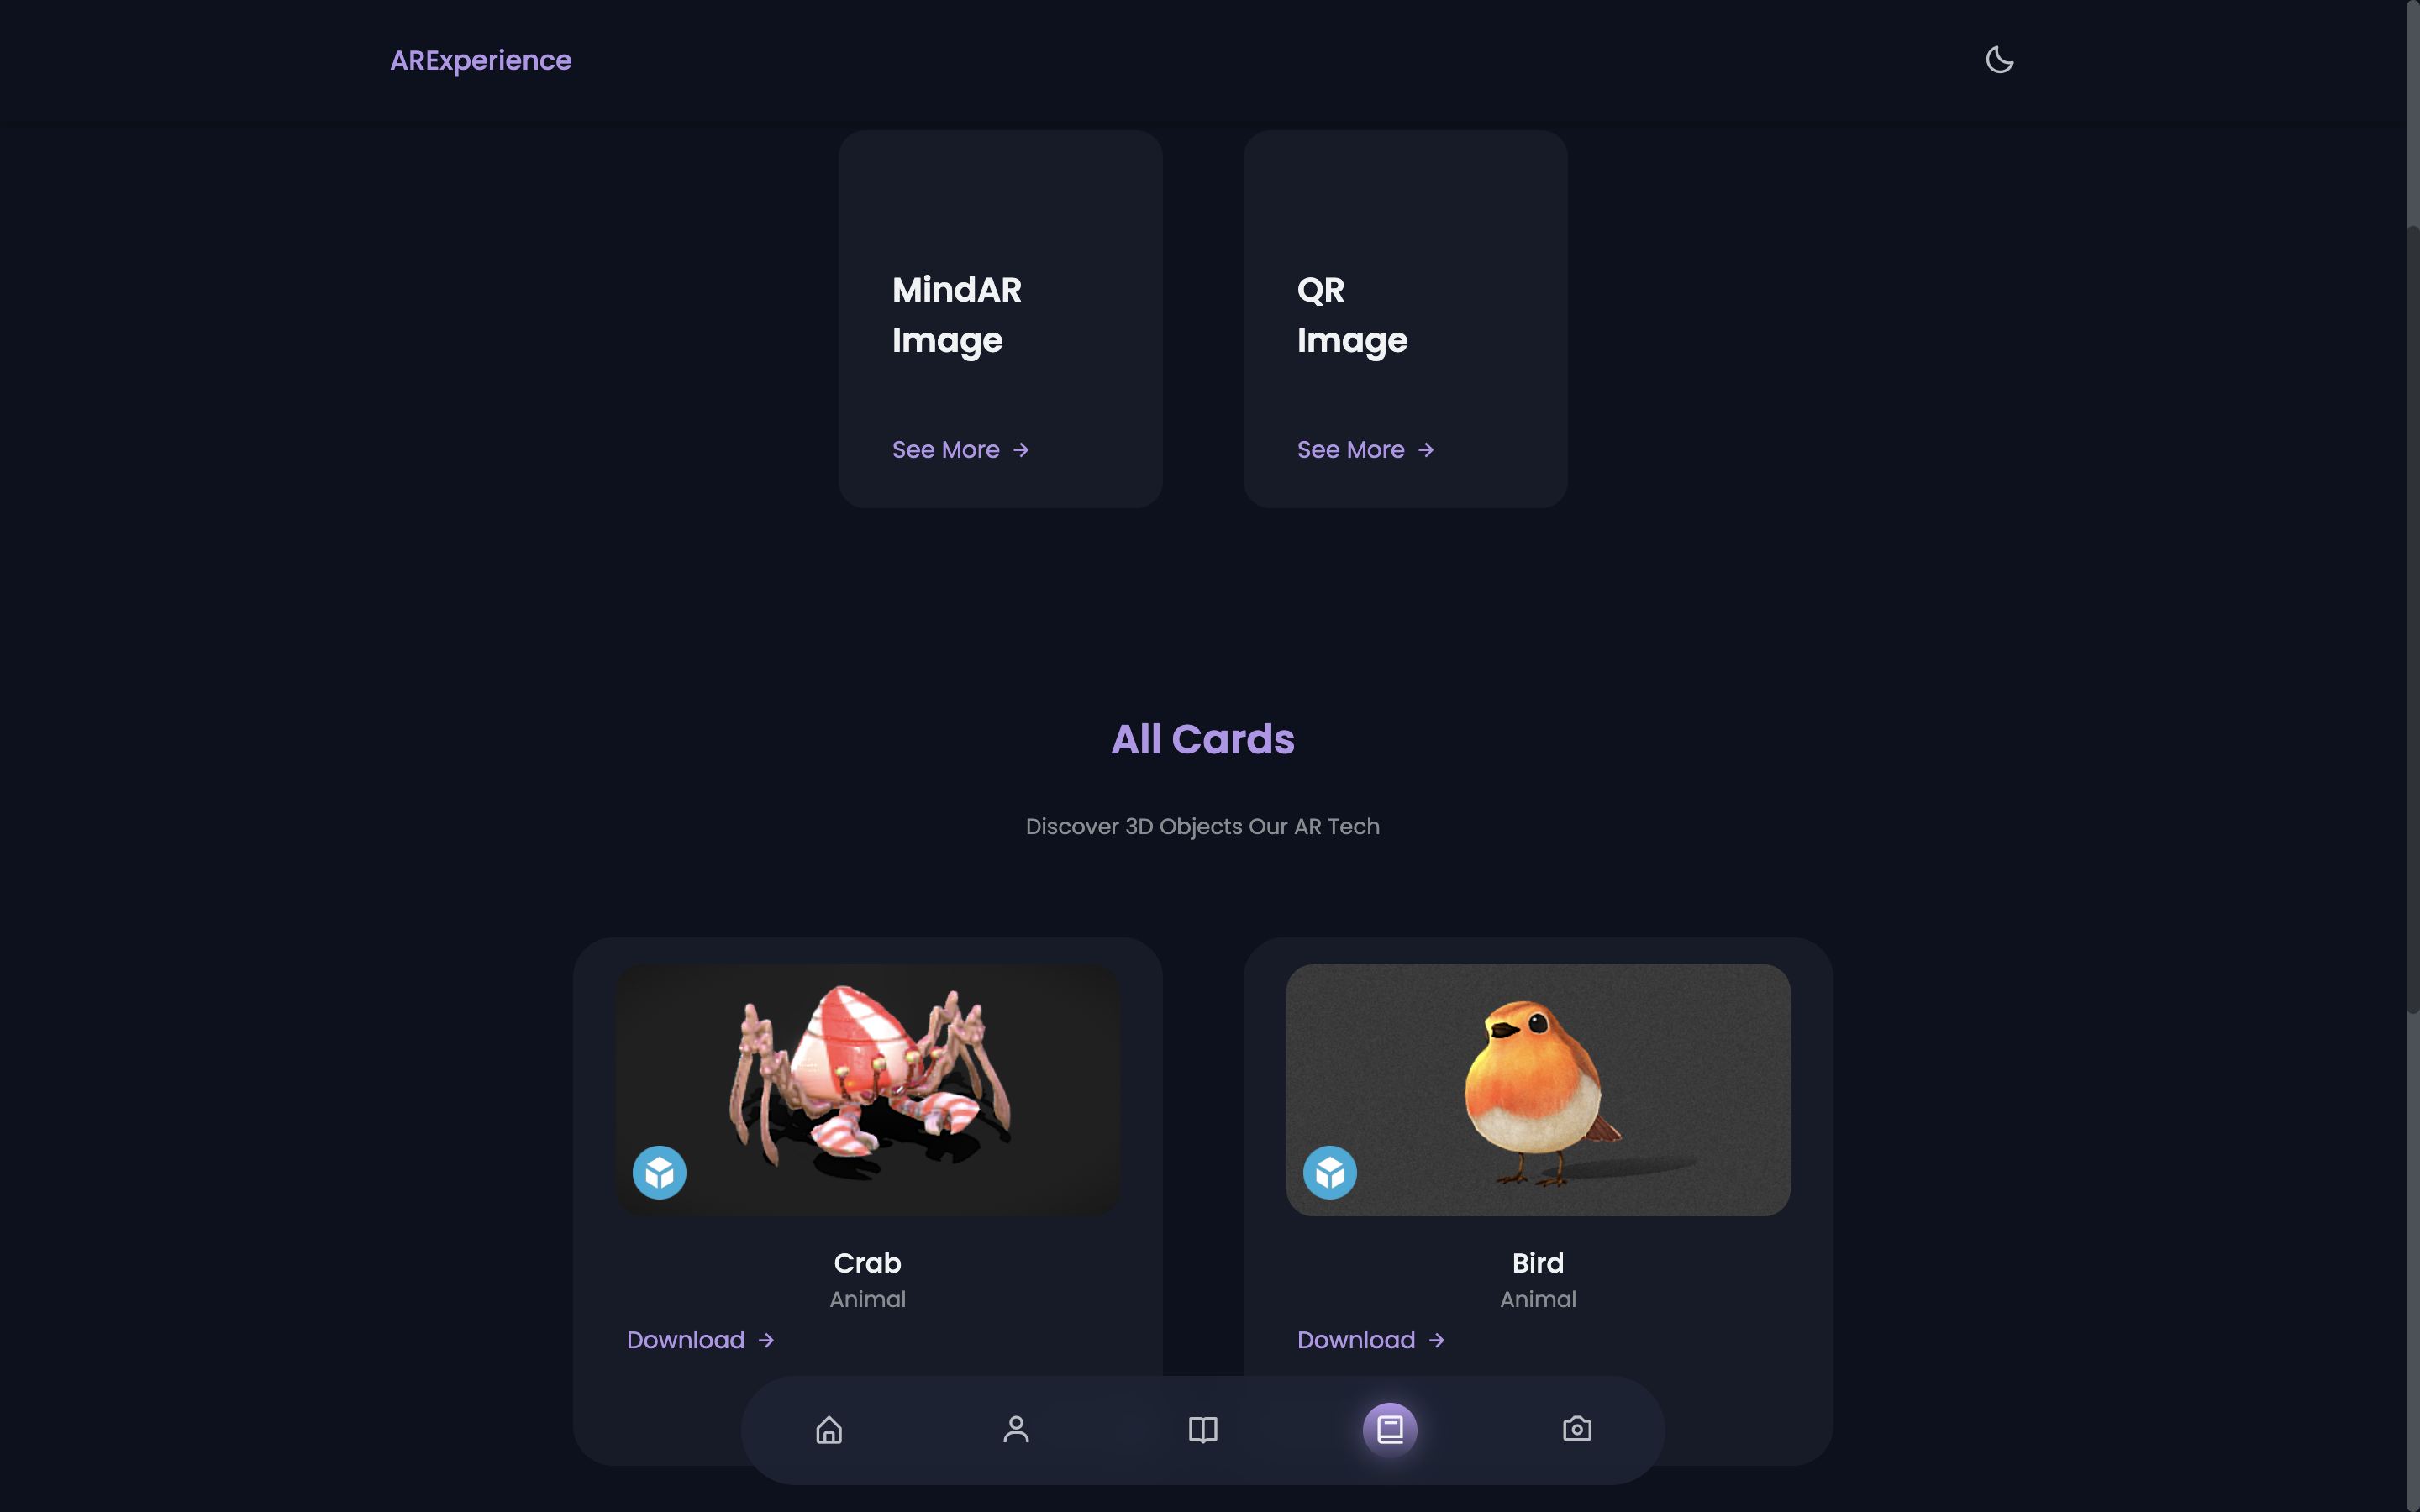 ARExperience
MindAR
Image
See More
QR
Image
See More
All Cards
Discover 3D Objects Our AR Tech
Crab
Animal
Download
Bird
Animal
Download